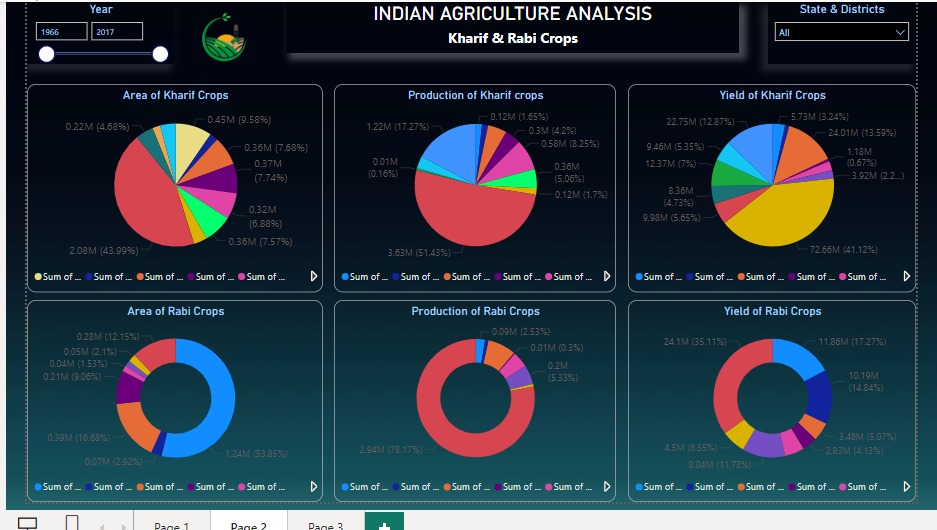 Year
1966
2017
INDIAN AGRICULTURE ANALYSIS
Kharif & Rabi Crops
State & Districts
All
Area of Kharif Crops
0.45M (9.58%)
0.36M (7.68%)
0.37M
(7.74%)
0.32M
(6.88%)
0.36M (7.57%)
2.08M (43.99%)
0.22M (4.68%)
Sum of ... Sum of ... Sum of ... Sum of ... Sum of ...
Production of Kharif crops
0.12M (1.65%)
0.3M (4.2%)
0.58M (8.25%)
0.36M
(5.06%)
0.12M (1.7%)
3.63M (51.43%)
0.01M
(0.16%)
1.22M (17.27%)
Sum of ... Sum of ... Sum of ... Sum of ... Sum of ...
Yield of Kharif Crops
5.73M (3.24%)
24.01M (13.59%)
1.18M
(0.67%)
3.92M (2.2...)
72.66M (41.12%)
9.98M (5.65%)
8.36M
(4.73%)
12.37M (7%)
9.46M (5.35%)
22.75M (12.87%)
Sum of ... Sum of ... Sum of ... Sum of ... Sum of ...
Area of Rabi Crops
0.28M (12.15%)
0.05M (2.1%)
0.04M (1.53%)
0.21M (9.06%)
0.39M (16.68%)
0.07M (2.92%)
1.24M (53.85%)
Sum of ... Sum of ... Sum of ... Sum of ... Sum of ...
Production of Rabi Crops
0.09M (2.53%)
0.01M (0.3%)
0.2M
(5.33%)
2.94M (78.17%)
Sum of ... Sum of ... Sum of ... Sum of ... Sum of ...
Yield of Rabi Crops
24.1M (35.11%)
11.86M (17.27%)
10.19M
(14.84%)
3.48M (5.07%)
2.83M (4.13%)
8.04M (11.72%)
4.5M (6.55%)
Sum of ... Sum of ... Sum of ... Sum of ... Sum of ...
Page 1
Page 2
Page 3
+